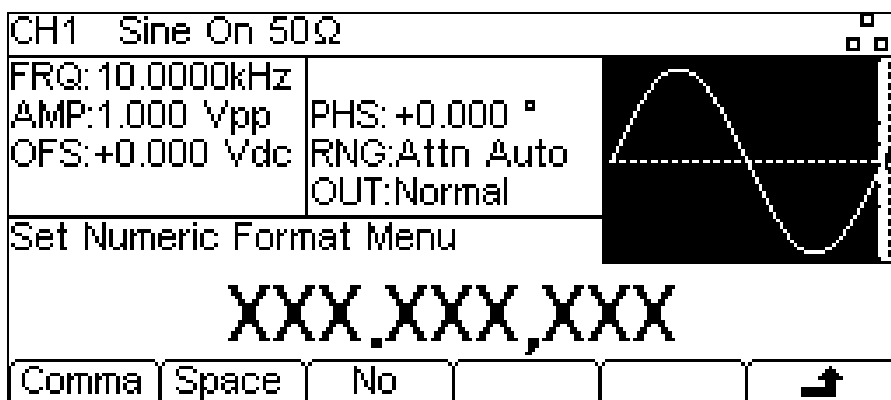 CH1 Sine On 50Ω
FRQ:10.0000kHz
AMP:1.000 Vpp
OFS:+0.000 Vdc
PHS:+0.000 °
RNG:Attn Auto
OUT:Normal
Set Numeric Format Menu
XXX.XXX,XXX
Comma Space No